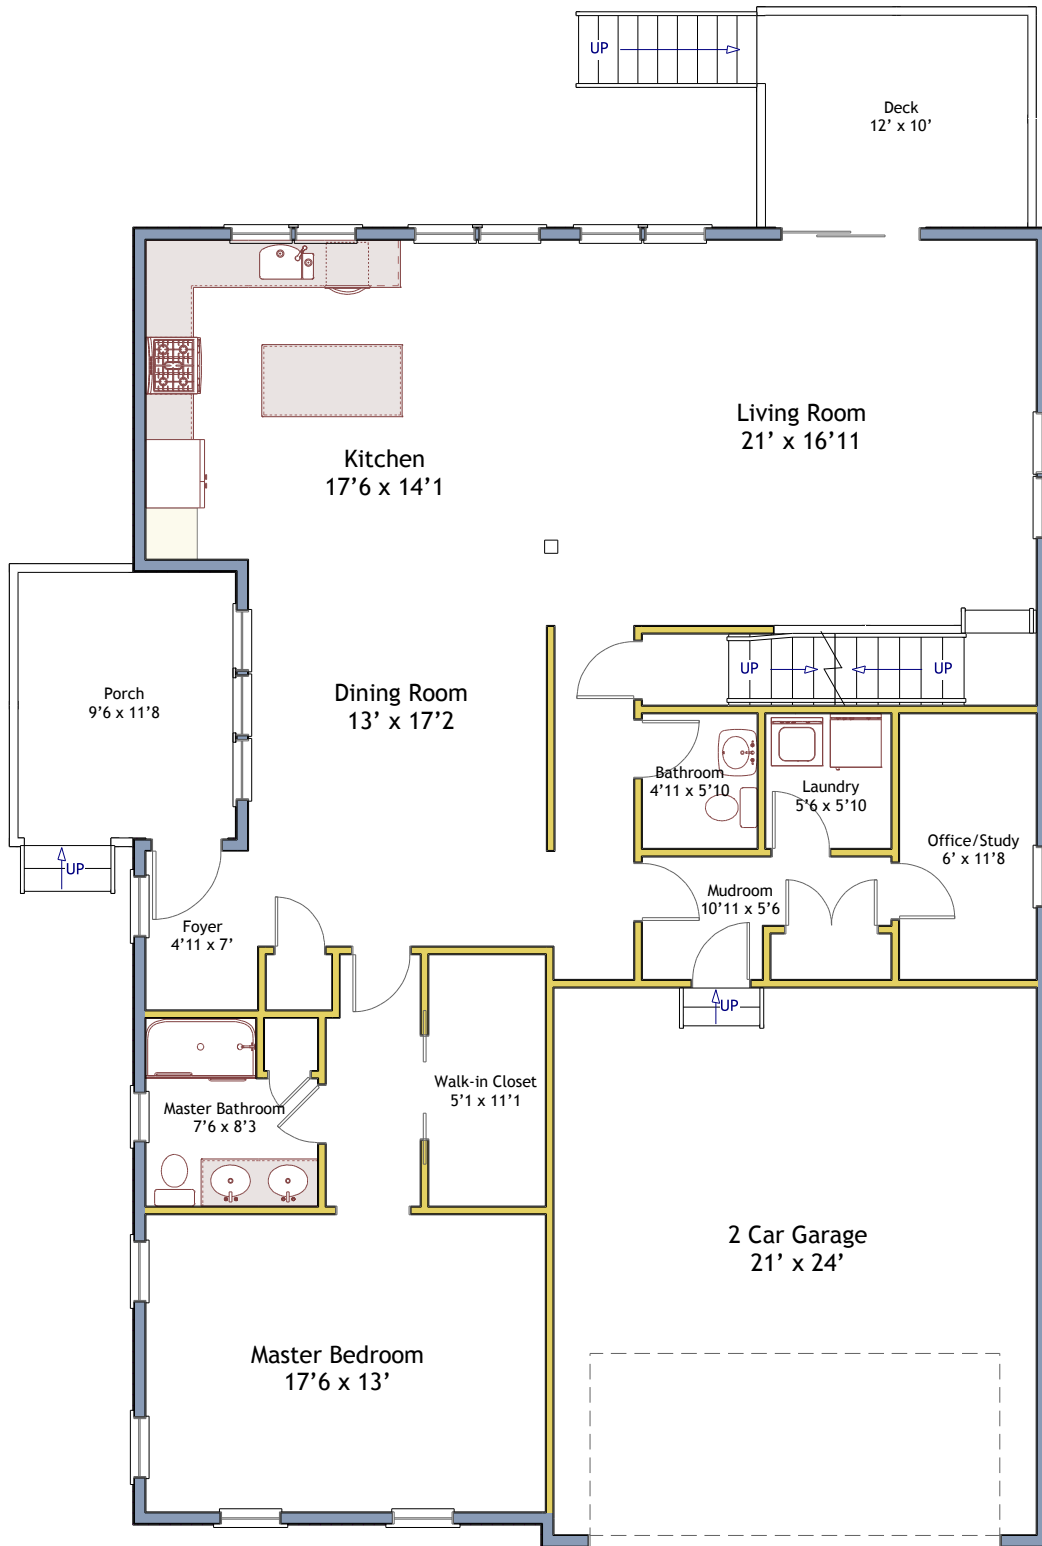 UP
Deck
12’ x 10’
Living Room
21’ x 16’11
Kitchen
17’6 x 14’1
UP
UP
Porch
9’6 x 11’8
Dining Room
13’ x 17’2
Bathroom
4’11 x 5’10
Laundry
5’6 x 5’10
Office/Study
6’ x 11’8
UP
Mudroom
10’11 x 5’6
Foyer
4’11 x 7’
UP
Walk-in Closet
5’1 x 11’1
Master Bathroom
7’6 x 8’3
2 Car Garage
21’ x 24’
Master Bedroom
17’6 x 13’